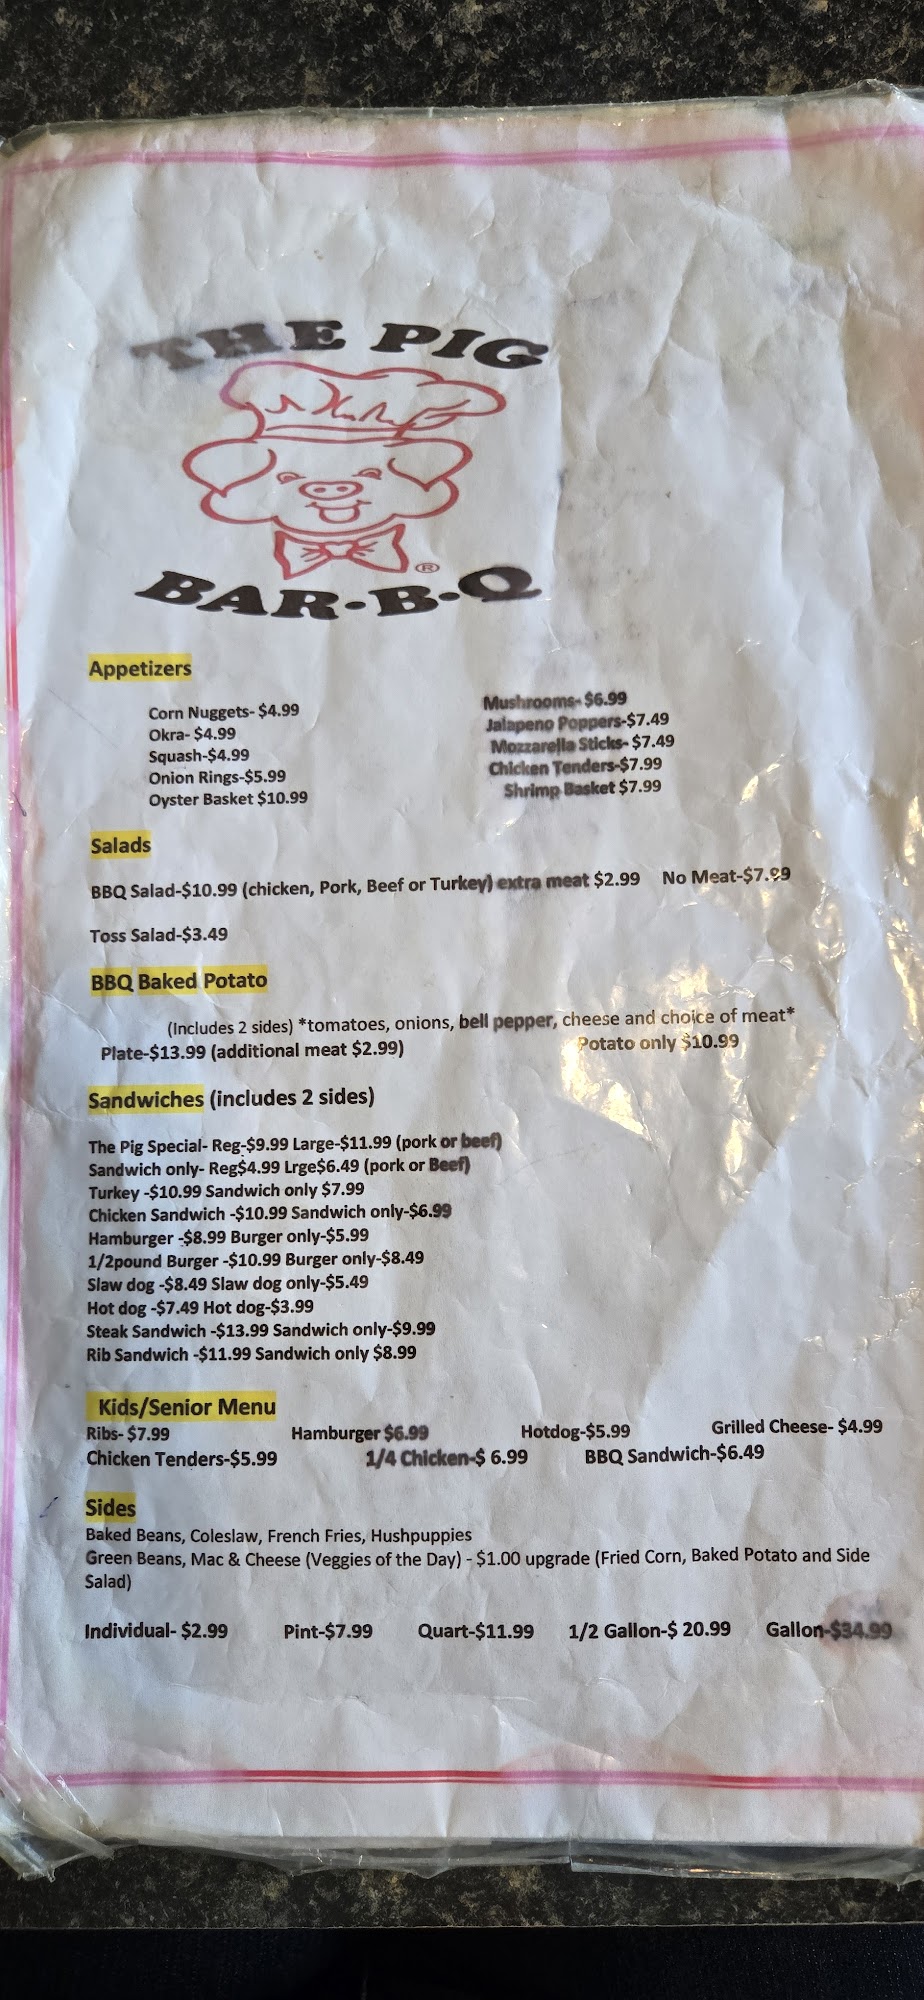 THE PIG
®
BAR-B-Q
Appetizers
Corn Nuggets- $4.99
Okra- $4.99
Squash-$4.99
Onion Rings-$5.99
Oyster Basket $10.99
Mushrooms- $6.99
Jalapeno Poppers-$7.49
Mozzarella Sticks- $7.49
Chicken Tenders-$7.99
Shrimp Basket $7.99
Salads
BBQ Salad-$10.99 (chicken, Pork, Beef or Turkey) extra meat $2.99 No Meat-$7.99
Toss Salad-$3.49
BBQ Baked Potato
(Includes 2 sides) *tomatoes, onions, bell pepper, cheese and choice of meat*
Plate-$13.99 (additional meat $2.99) Potato only $10.99
Sandwiches (includes 2 sides)
The Pig Special- Reg-$9.99 Large-$11.99 (pork or beef)
Sandwich only- Reg$4.99 Lrge$6.49 (pork or Beef)
Turkey -$10.99 Sandwich only $7.99
Chicken Sandwich -$10.99 Sandwich only-$6.99
Hamburger -$8.99 Burger only-$5.99
1/2pound Burger -$10.99 Burger only-$8.49
Slaw dog -$8.49 Slaw dog only-$5.49
Hot dog -$7.49 Hot dog-$3.99
Steak Sandwich -$13.99 Sandwich only-$9.99
Rib Sandwich -$11.99 Sandwich only $8.99
Kids/Senior Menu
Ribs- $7.99 Hamburger $6.99 Hotdog-$5.99 Grilled Cheese- $4.99
Chicken Tenders-$5.99 1/4 Chicken-$ 6.99 BBQ Sandwich-$6.49
Sides
Baked Beans, Coleslaw, French Fries, Hushpuppies
Green Beans, Mac & Cheese (Veggies of the Day) - $1.00 upgrade (Fried Corn, Baked Potato and Side
Salad)
Individual- $2.99 Pint-$7.99 Quart-$11.99 1/2 Gallon-$ 20.99 Gallon-$34.99